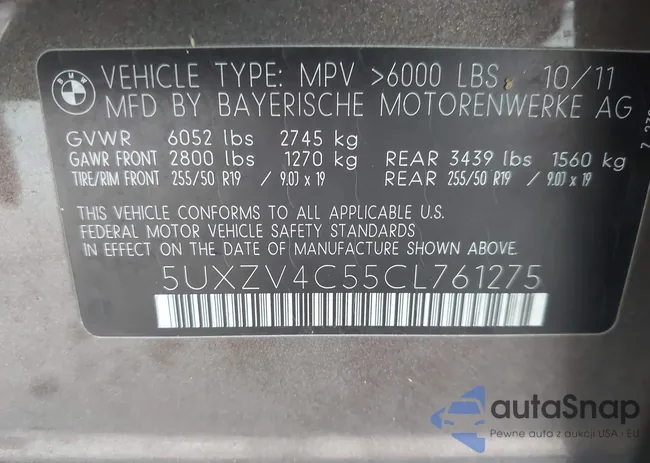 BMW
VEHICLE TYPE: MPV >6000 LBS 10/11
MFD BY BAYERISCHE MOTORENWERKE AG
GVWR 6052 lbs 2745 kg
GAWR FRONT 2800 lbs 1270 kg REAR 3439 lbs 1560 kg
TIRE/RIM FRONT 255/50 R19 / 9.0J x 19 REAR 255/50 R19 / 9.0J x 19
THIS VEHICLE CONFORMS TO ALL APPLICABLE U.S.
FEDERAL MOTOR VEHICLE SAFETY STANDARDS
IN EFFECT ON THE DATE OF MANUFACTURE SHOWN ABOVE.
5UXZV4C55CL761275
autoSnap
Pewne auta z aukcji USA i EU